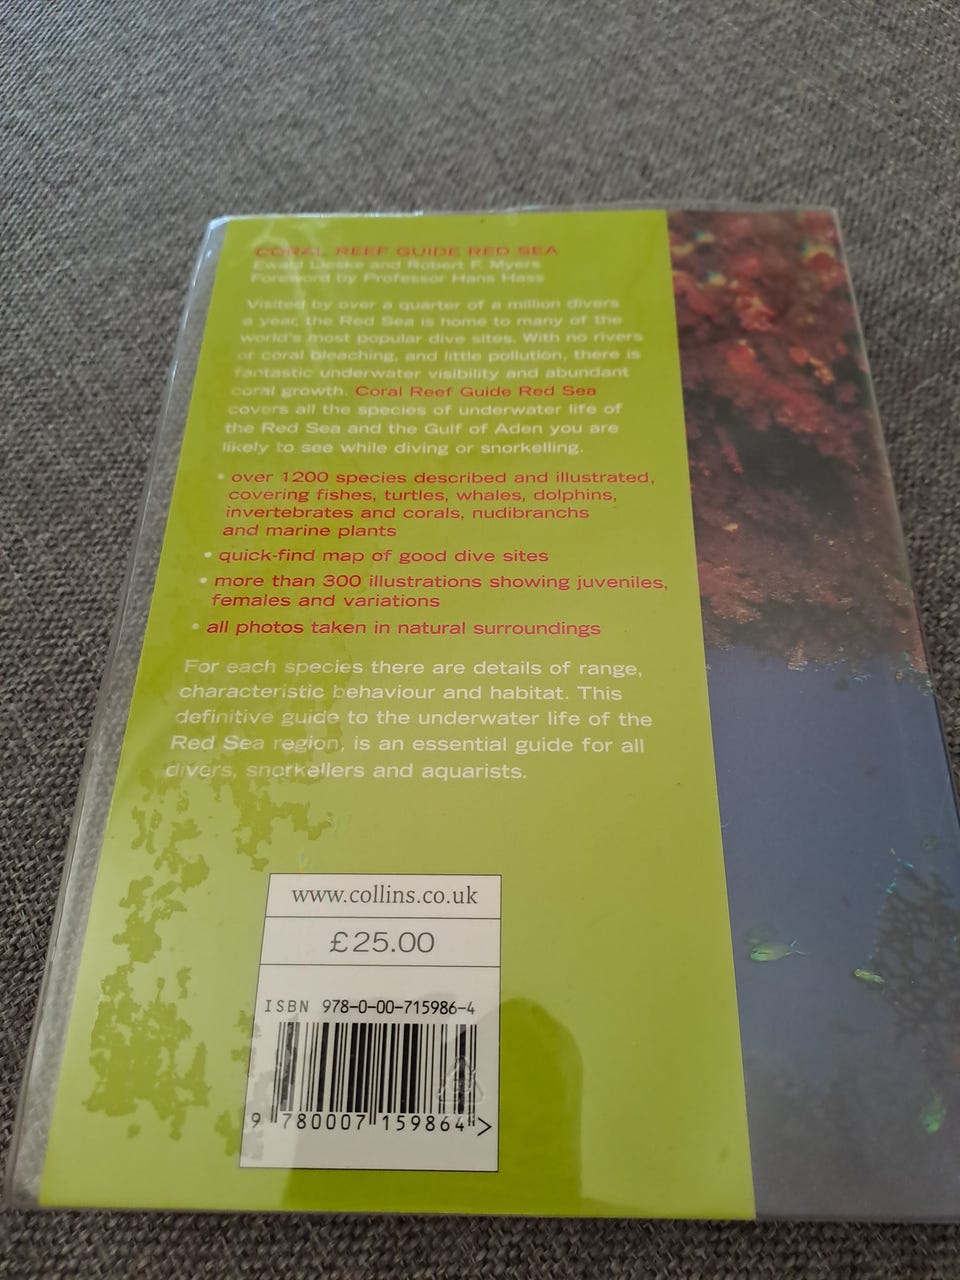 CORAL REEF GUIDE RED SEA
Ewald Lieske and Robert F. Myers
Foreword by Professor Hans Hass
Visited by over a quarter of a million divers
a year, the Red Sea is home to many of the
world's most popular dive sites. With no rivers
or coral bleaching, and little pollution, there is
fantastic underwater visibility and abundant
coral growth. Coral Reef Guide Red Sea
covers all the species of underwater life of
the Red Sea and the Gulf of Aden you are
likely to see while diving or snorkelling.
• over 1200 species described and illustrated,
covering fishes, turtles, whales, dolphins,
invertebrates and corals, nudibranchs
and marine plants
• quick-find map of good dive sites
• more than 300 illustrations showing juveniles,
females and variations
• all photos taken in natural surroundings
For each species there are details of range,
characteristic behaviour and habitat. This
definitive guide to the underwater life of the
Red Sea region, is an essential guide for all
divers, snorkellers and aquarists.
www.collins.co.uk
£25.00
ISBN 978-0-00-715986-4
9 780007 159864 >